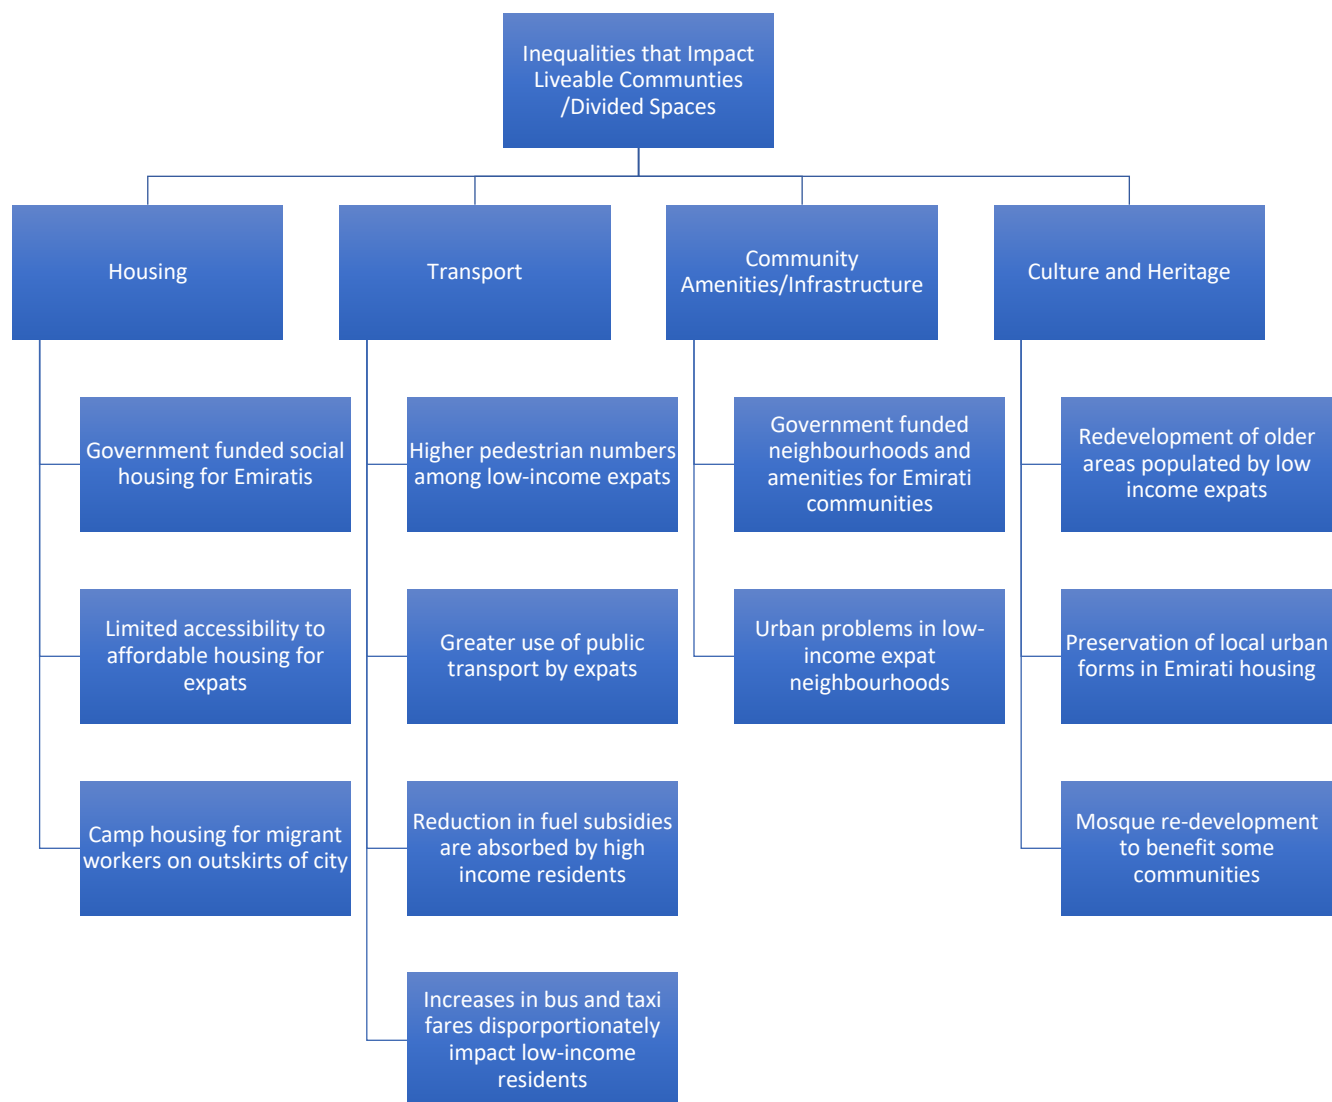 Inequalities that Impact
Liveable Communties
/Divided Spaces
Housing
Government funded social
housing for Emiratis
Limited accessibility to
affordable housing for
expats
Camp housing for migrant
workers on outskirts of city
Transport
Higher pedestrian numbers
among low-income expats
Greater use of public
transport by expats
Reduction in fuel subsidies
are absorbed by high
income residents
Increases in bus and taxi
fares disporportionately
impact low-income
residents
Community
Amenities/Infrastructure
Government funded
neighbourhoods and
amenities for Emirati
communities
Urban problems in low-
income expat
neighbourhoods
Culture and Heritage
Redevelopment of older
areas populated by low
income expats
Preservation of local urban
forms in Emirati housing
Mosque re-development
to benefit some
communities